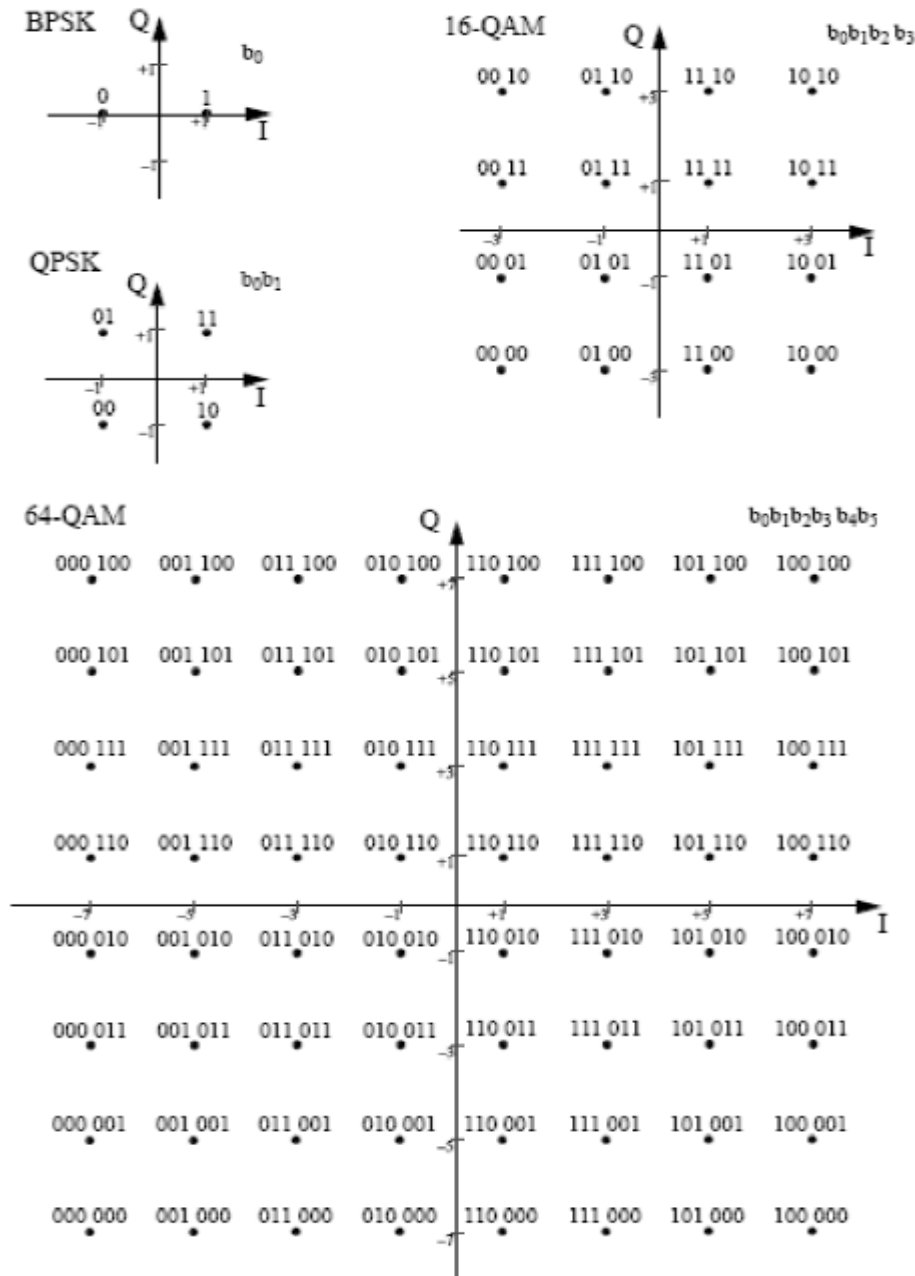 BPSK
Q
b0
+1
0 1
−1 +1
I
−1
QPSK
Q
b0b1
01 11
+1
−1 +1
I
00 10
−1
16-QAM
Q
b0b1b2 b3
00 10 01 10 11 10 10 10
+3
00 11 01 11 11 11 10 11
+1
−3 −1 +1 +3
I
00 01 01 01 11 01 10 01
−1
00 00 01 00 11 00 10 00
−3
64-QAM
Q
b0b1b2b3 b4b5
000 100 001 100 011 100 010 100 110 100 111 100 101 100 100 100
+7
000 101 001 101 011 101 010 101 110 101 111 101 101 101 100 101
+5
000 111 001 111 011 111 010 111 110 111 111 111 101 111 100 111
+3
000 110 001 110 011 110 010 110 110 110 111 110 101 110 100 110
+1
−7 −5 −3 −1 +1 +3 +5 +7
I
000 010 001 010 011 010 010 010 110 010 111 010 101 010 100 010
−1
000 011 001 011 011 011 010 011 110 011 111 011 101 011 100 011
−3
000 001 001 001 011 001 010 001 110 001 111 001 101 001 100 001
−5
000 000 001 000 011 000 010 000 110 000 111 000 101 000 100 000
−7